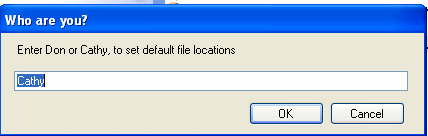 Who are you?
Enter Don or Cathy, to set default file locations
Cathy
OK
Cancel